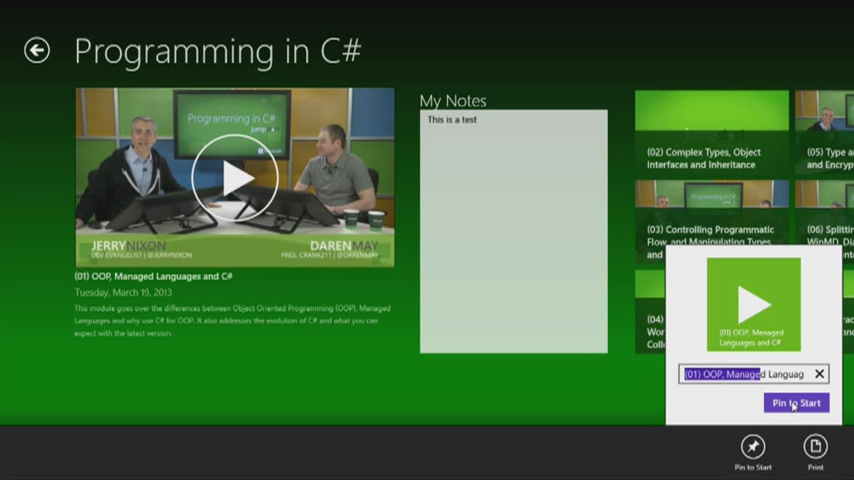 Programming in C#
Programming in C#
jump
JERRYNIXON
DEV EVANGELIST | @JERRYNIXON
DARENMAY
PRES, CRANK211 | @DARENMAY
(01) OOP, Managed Languages and C#
Tuesday, March 19, 2013
This module goes over the differences between Object Oriented Programming (OOP), Managed
Languages and why use C# for OOP. It also addresses the evolution of C# and what you can
expect with the latest version.
My Notes
This is a test
(02) Complex Types, Object
Interfaces and Inheritance
(03) Controlling Programmatic
Flow, and Manipulating Types
and
(04)
Wor
Coll
(05) Type a
and Encryp
(06) Splittin
WinMD, Dia
(01) OOP, Managed
Languages and C#
(01) OOP, Managed Languag
Pin to Start
Pin to Start
Print